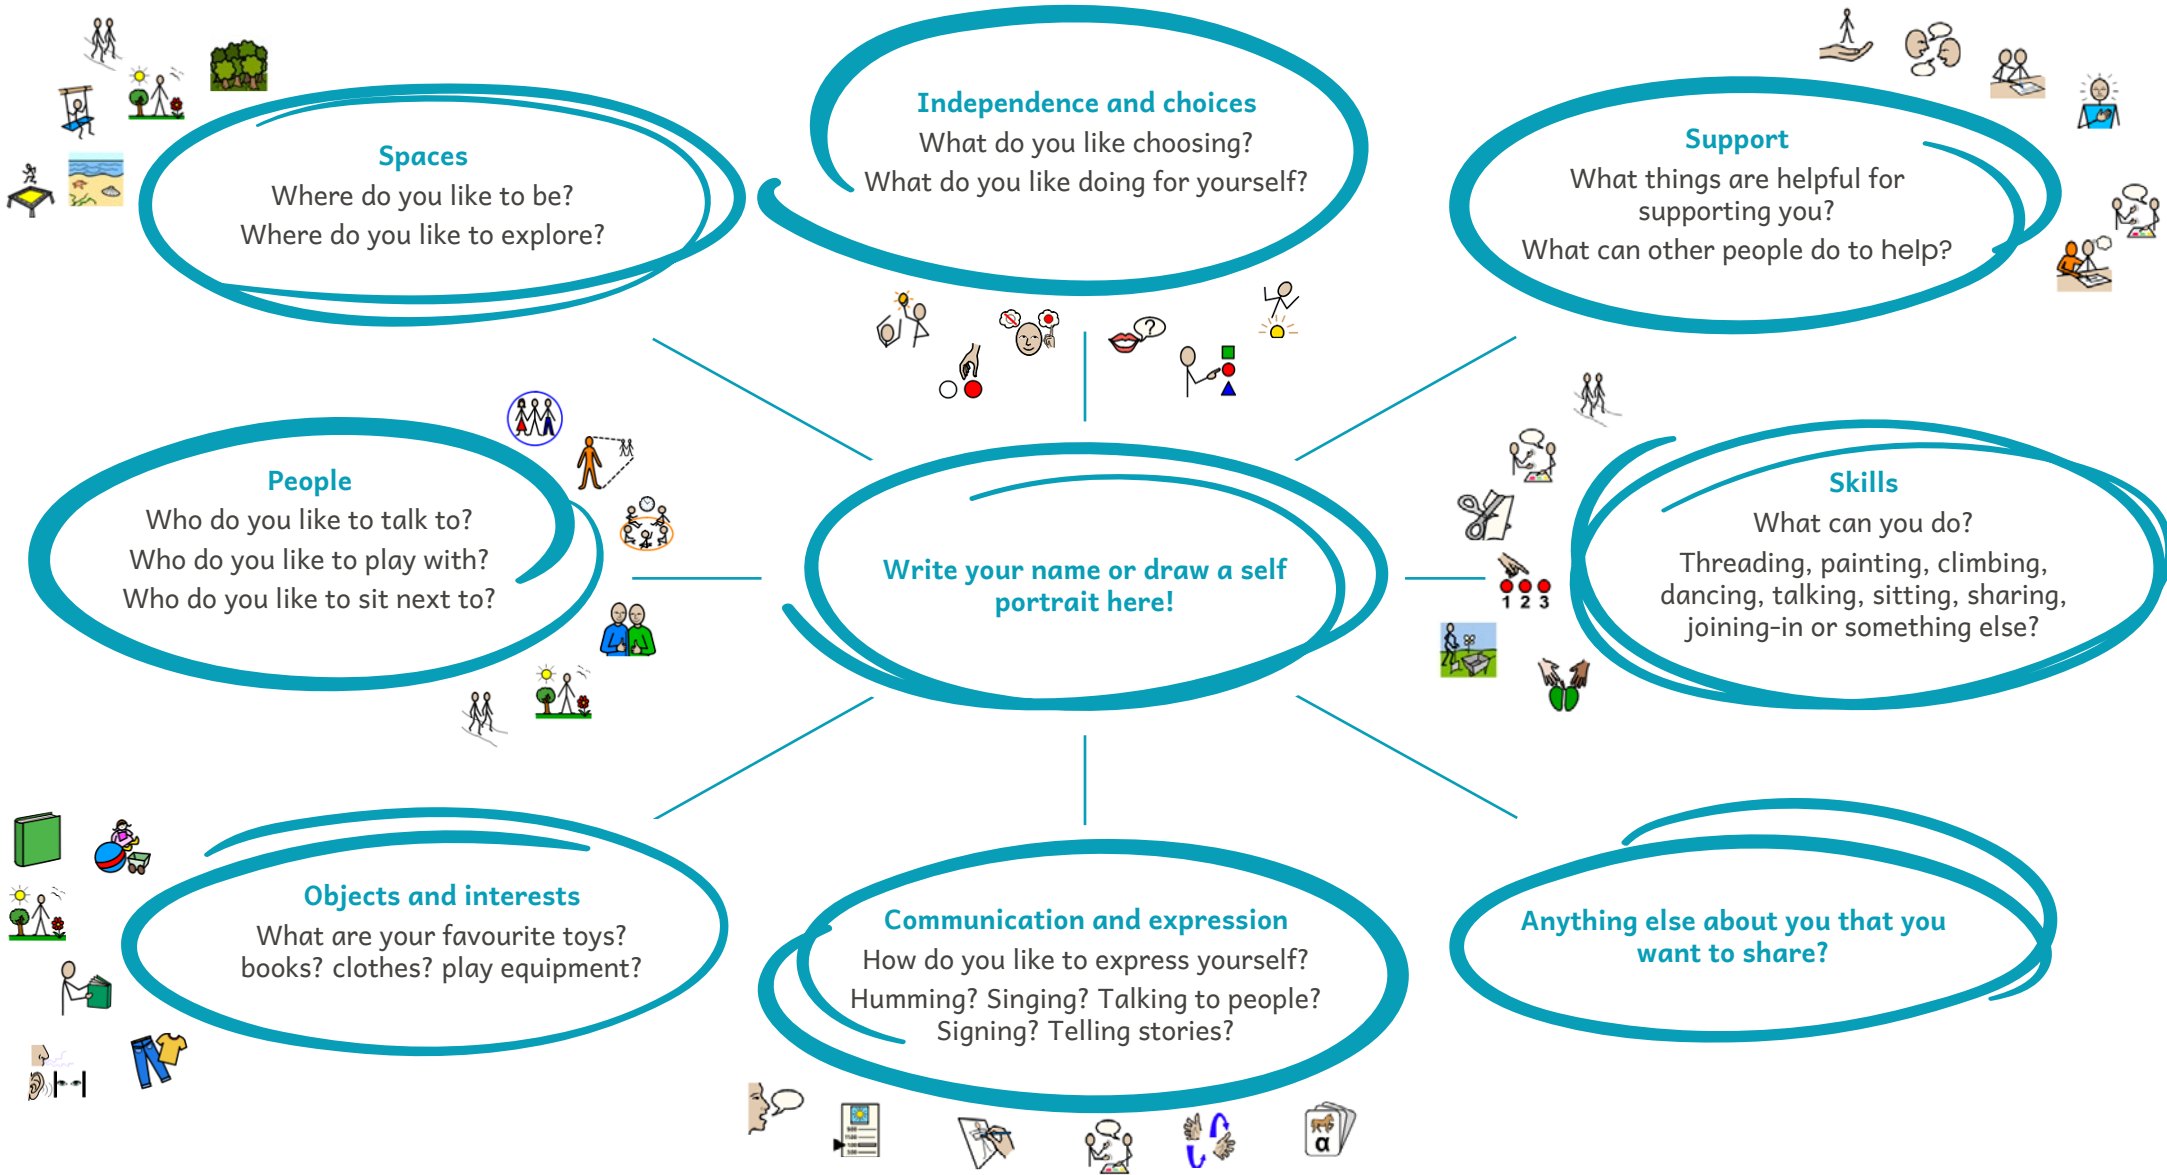 Spaces
Where do you like to be?
Where do you like to explore?
Independence and choices
What do you like choosing?
What do you like doing for yourself?
Support
What things are helpful for
supporting you?
What can other people do to help?
People
Who do you like to talk to?
Who do you like to play with?
Who do you like to sit next to?
Write your name or draw a self
portrait here!
Skills
What can you do?
Threading, painting, climbing,
dancing, talking, sitting, sharing,
joining-in or something else?
?
1 2 3
Objects and interests
What are your favourite toys?
books? clothes? play equipment?
Communication and expression
How do you like to express yourself?
Humming? Singing? Talking to people?
Signing? Telling stories?
Anything else about you that you
want to share?
a